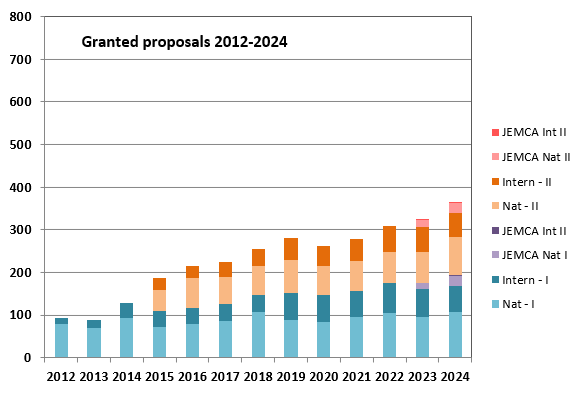 Granted proposals 2012-2024
800
700
600
500
400
300
200
100
0
2012 2013 2014 2015 2016 2017 2018 2019 2020 2021 2022 2023 2024
JEMCA Int II
JEMCA Nat II
Intern - II
Nat - II
JEMCA Int II
JEMCA Nat I
Intern - I
Nat - I